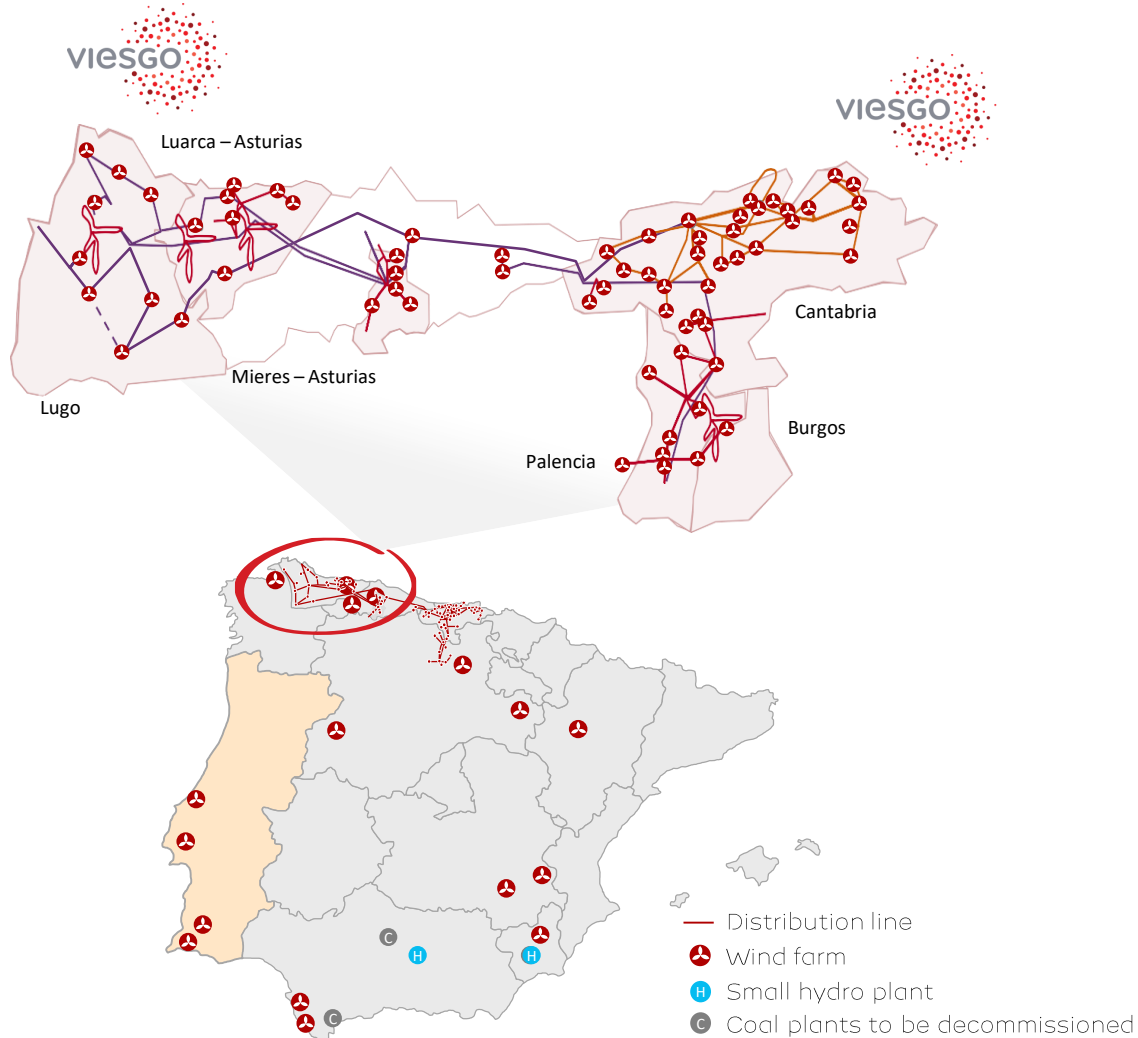 VIESGO
VIESGO
Luarca – Asturias
Cantabria
Mieres – Asturias
Lugo
Burgos
Palencia
C
H
H
C
Distribution line
Wind farm
H Small hydro plant
C Coal plants to be decommissioned